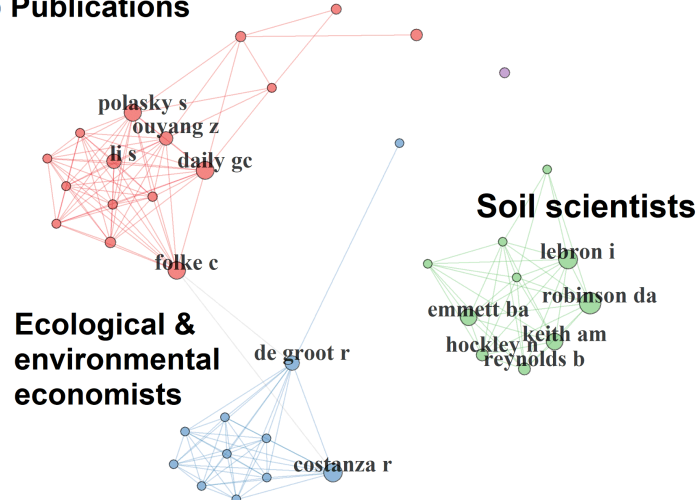 Publications
polasky s
ouyang z
li s
daily gc
folke c
Soil scientists
lebron i
robinson da
emmett ba
keith am
hockley n
reynolds b
Ecological &
environmental
economists
de groot r
costanza r